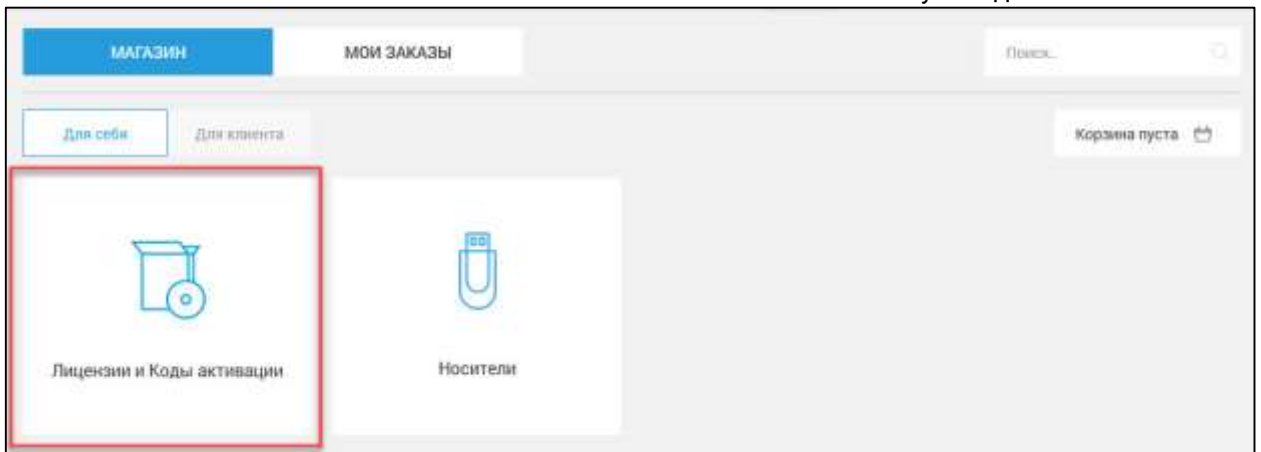 МАГАЗИН МОИ ЗАКАЗЫ Поиск...
Для себя Для клиента Корзина пуста
Лицензии и Коды активации Носители